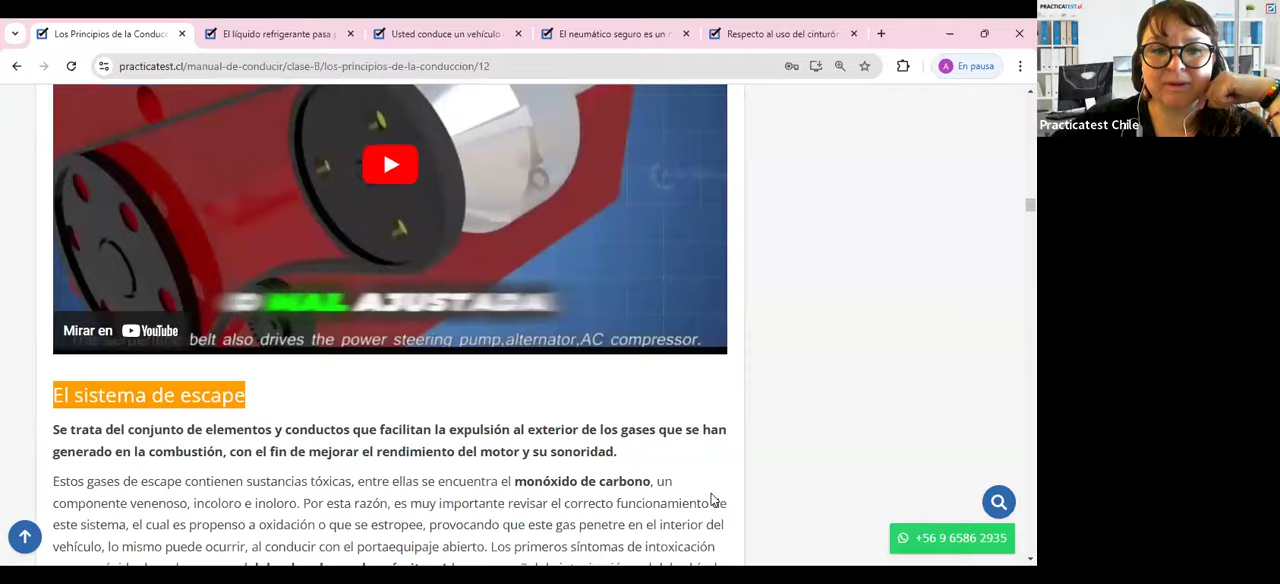 Los Principios de la Conducc
El líquido refrigerante pasa
Usted conduce un vehículo
El neumático seguro es un
Respecto al uso del cinturó
PRACTICATEST.cl
practicatest.cl/manual-de-conducir/clase-B/los-principios-de-la-conduccion/12
A En pausa
Practicatest Chile
MAL AJUSTADA
Mirar en YouTube
belt also drives the power steering pump,alternator,AC compressor.
El sistema de escape
Se trata del conjunto de elementos y conductos que facilitan la expulsión al exterior de los gases que se han
generado en la combustión, con el fin de mejorar el rendimiento del motor y su sonoridad.
Estos gases de escape contienen sustancias tóxicas, entre ellas se encuentra el monóxido de carbono, un
componente venenoso, incoloro e inoloro. Por esta razón, es muy importante revisar el correcto funcionamiento de
este sistema, el cual es propenso a oxidación o que se estropee, provocando que este gas penetre en el interior del
vehículo, lo mismo puede ocurrir, al conducir con el portaequipaje abierto. Los primeros síntomas de intoxicación
+56 9 6586 2935